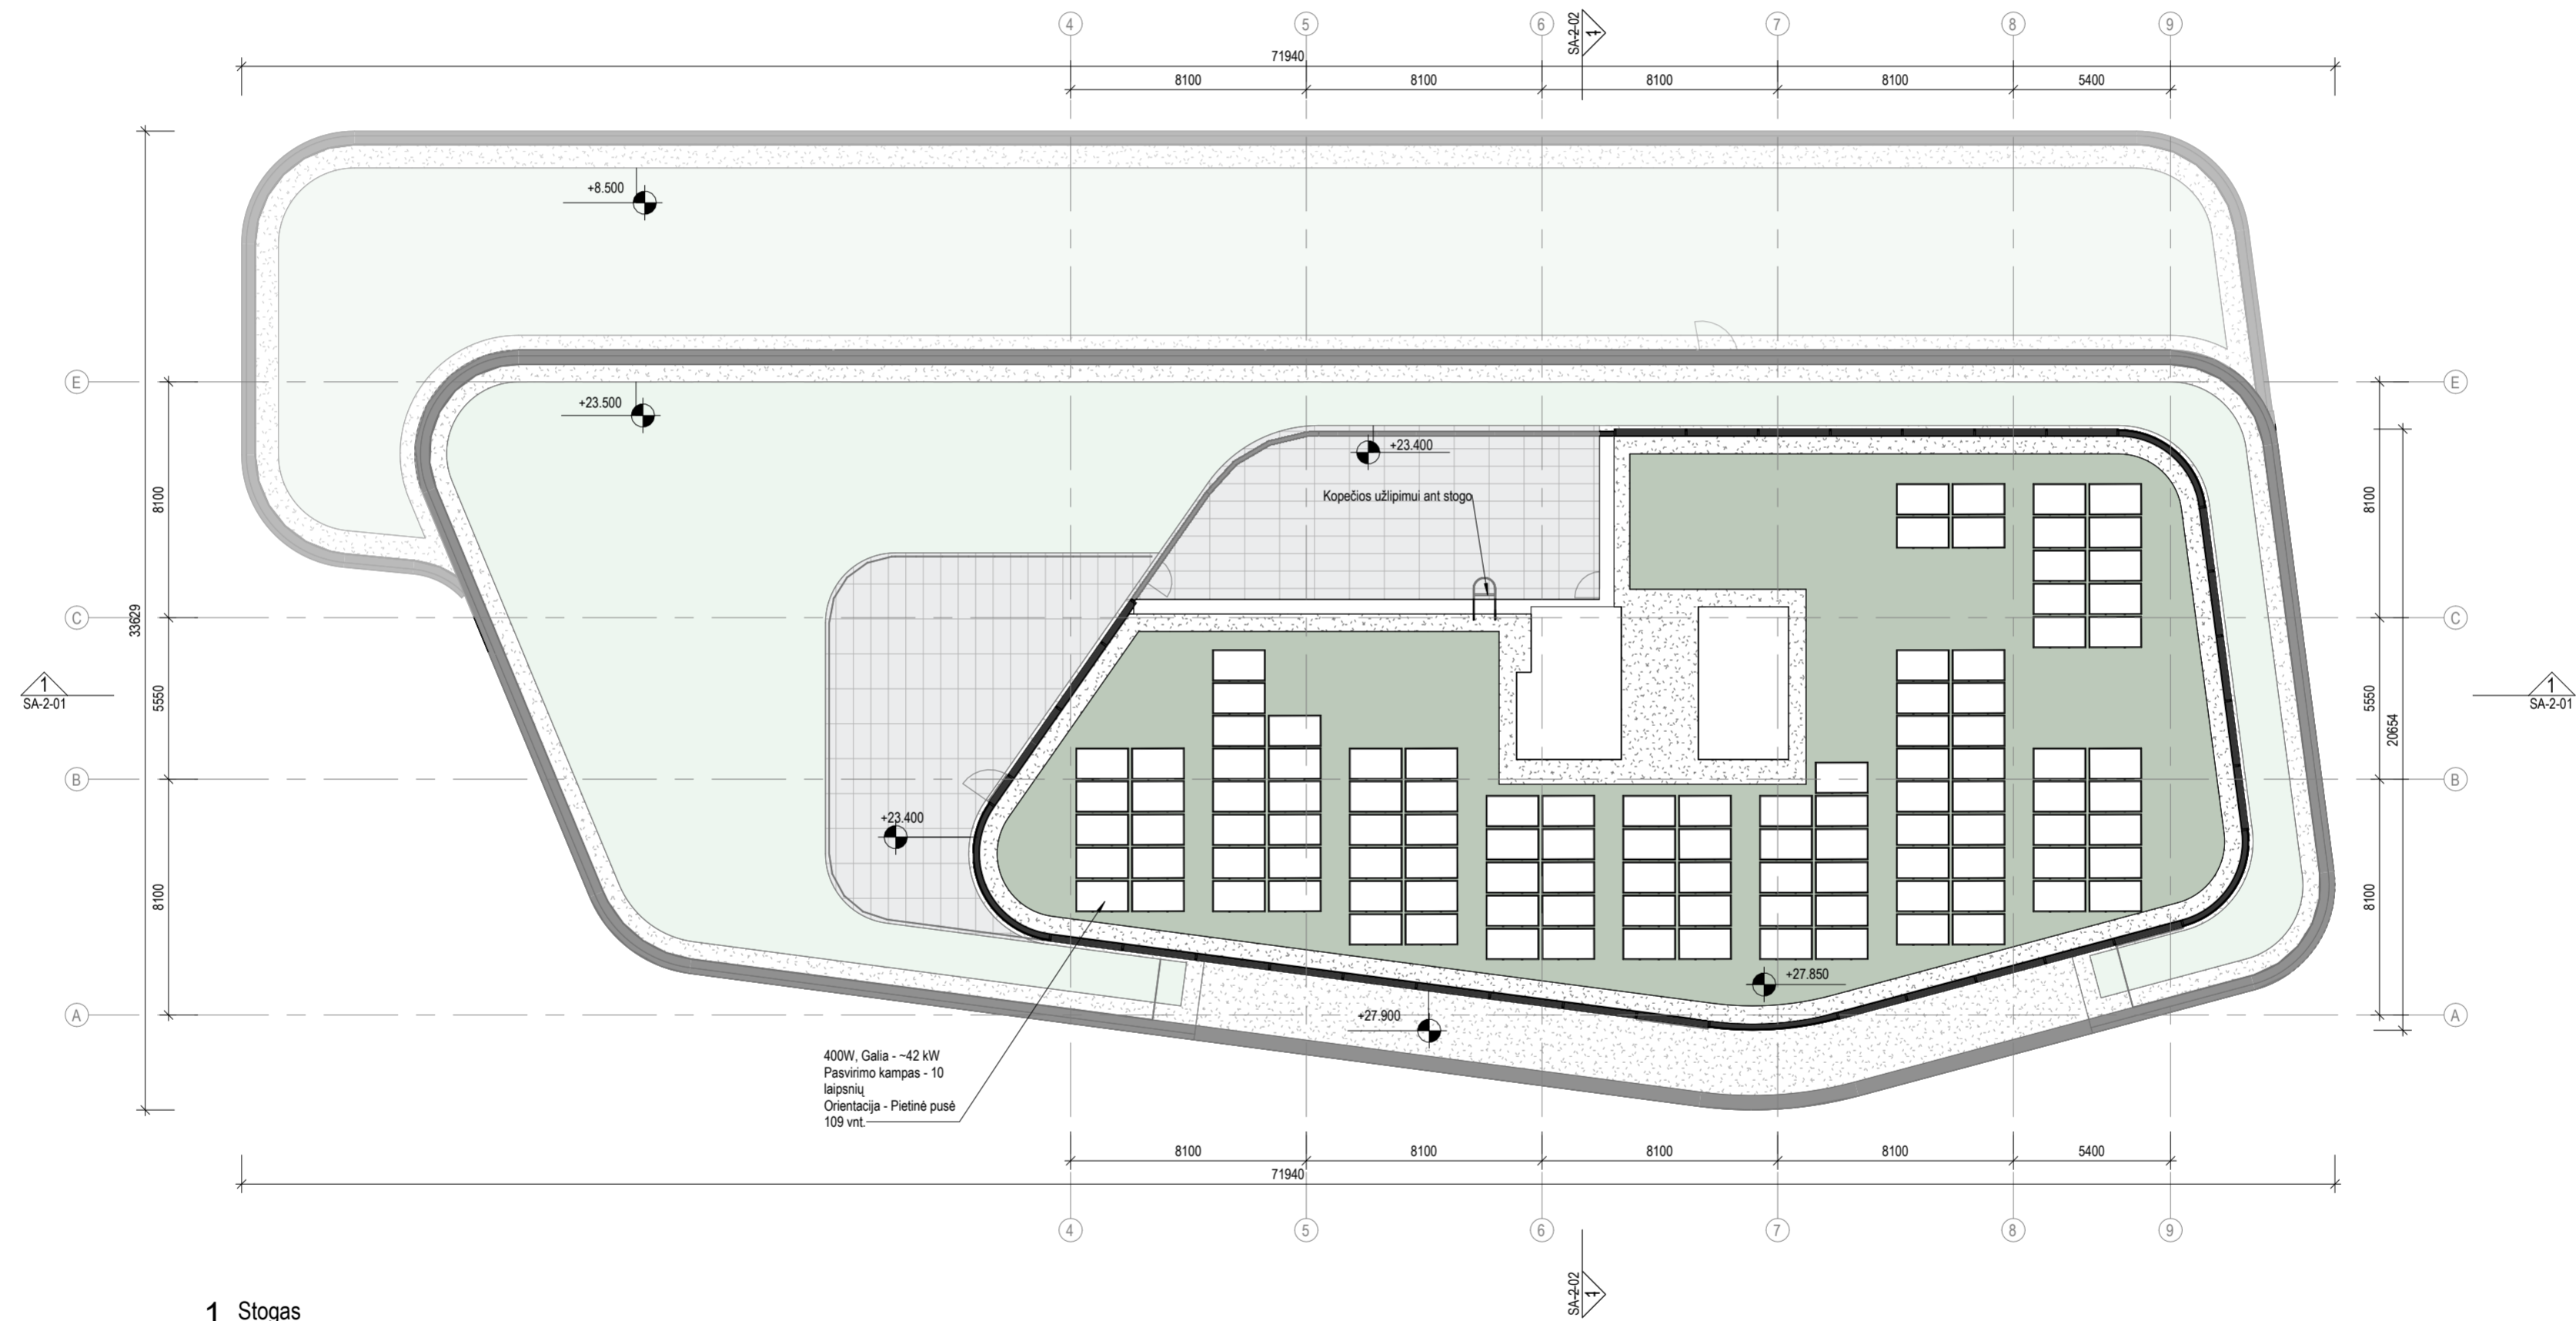 4 5 6 7 8 9
SA-2-02
1
71940
8100 8100 8100 8100 5400
+8.500
E E
+23.500
+23.400
8100 8100
Kopečios užlipimui ant stogo
C C
33629
1
SA-2-01
5550 5550
20654
1
SA-2-01
B B
+23.400
8100 8100
+27.850
A A
+27.900
400W, Galia - ~42 kW
Pasvirimo kampas - 10
laipsnių
Orientacija - Pietinė pusė
109 vnt.
8100 8100 8100 8100 5400
71940
4 5 6 7 8 9
SA-2-02
1
1 Stogas